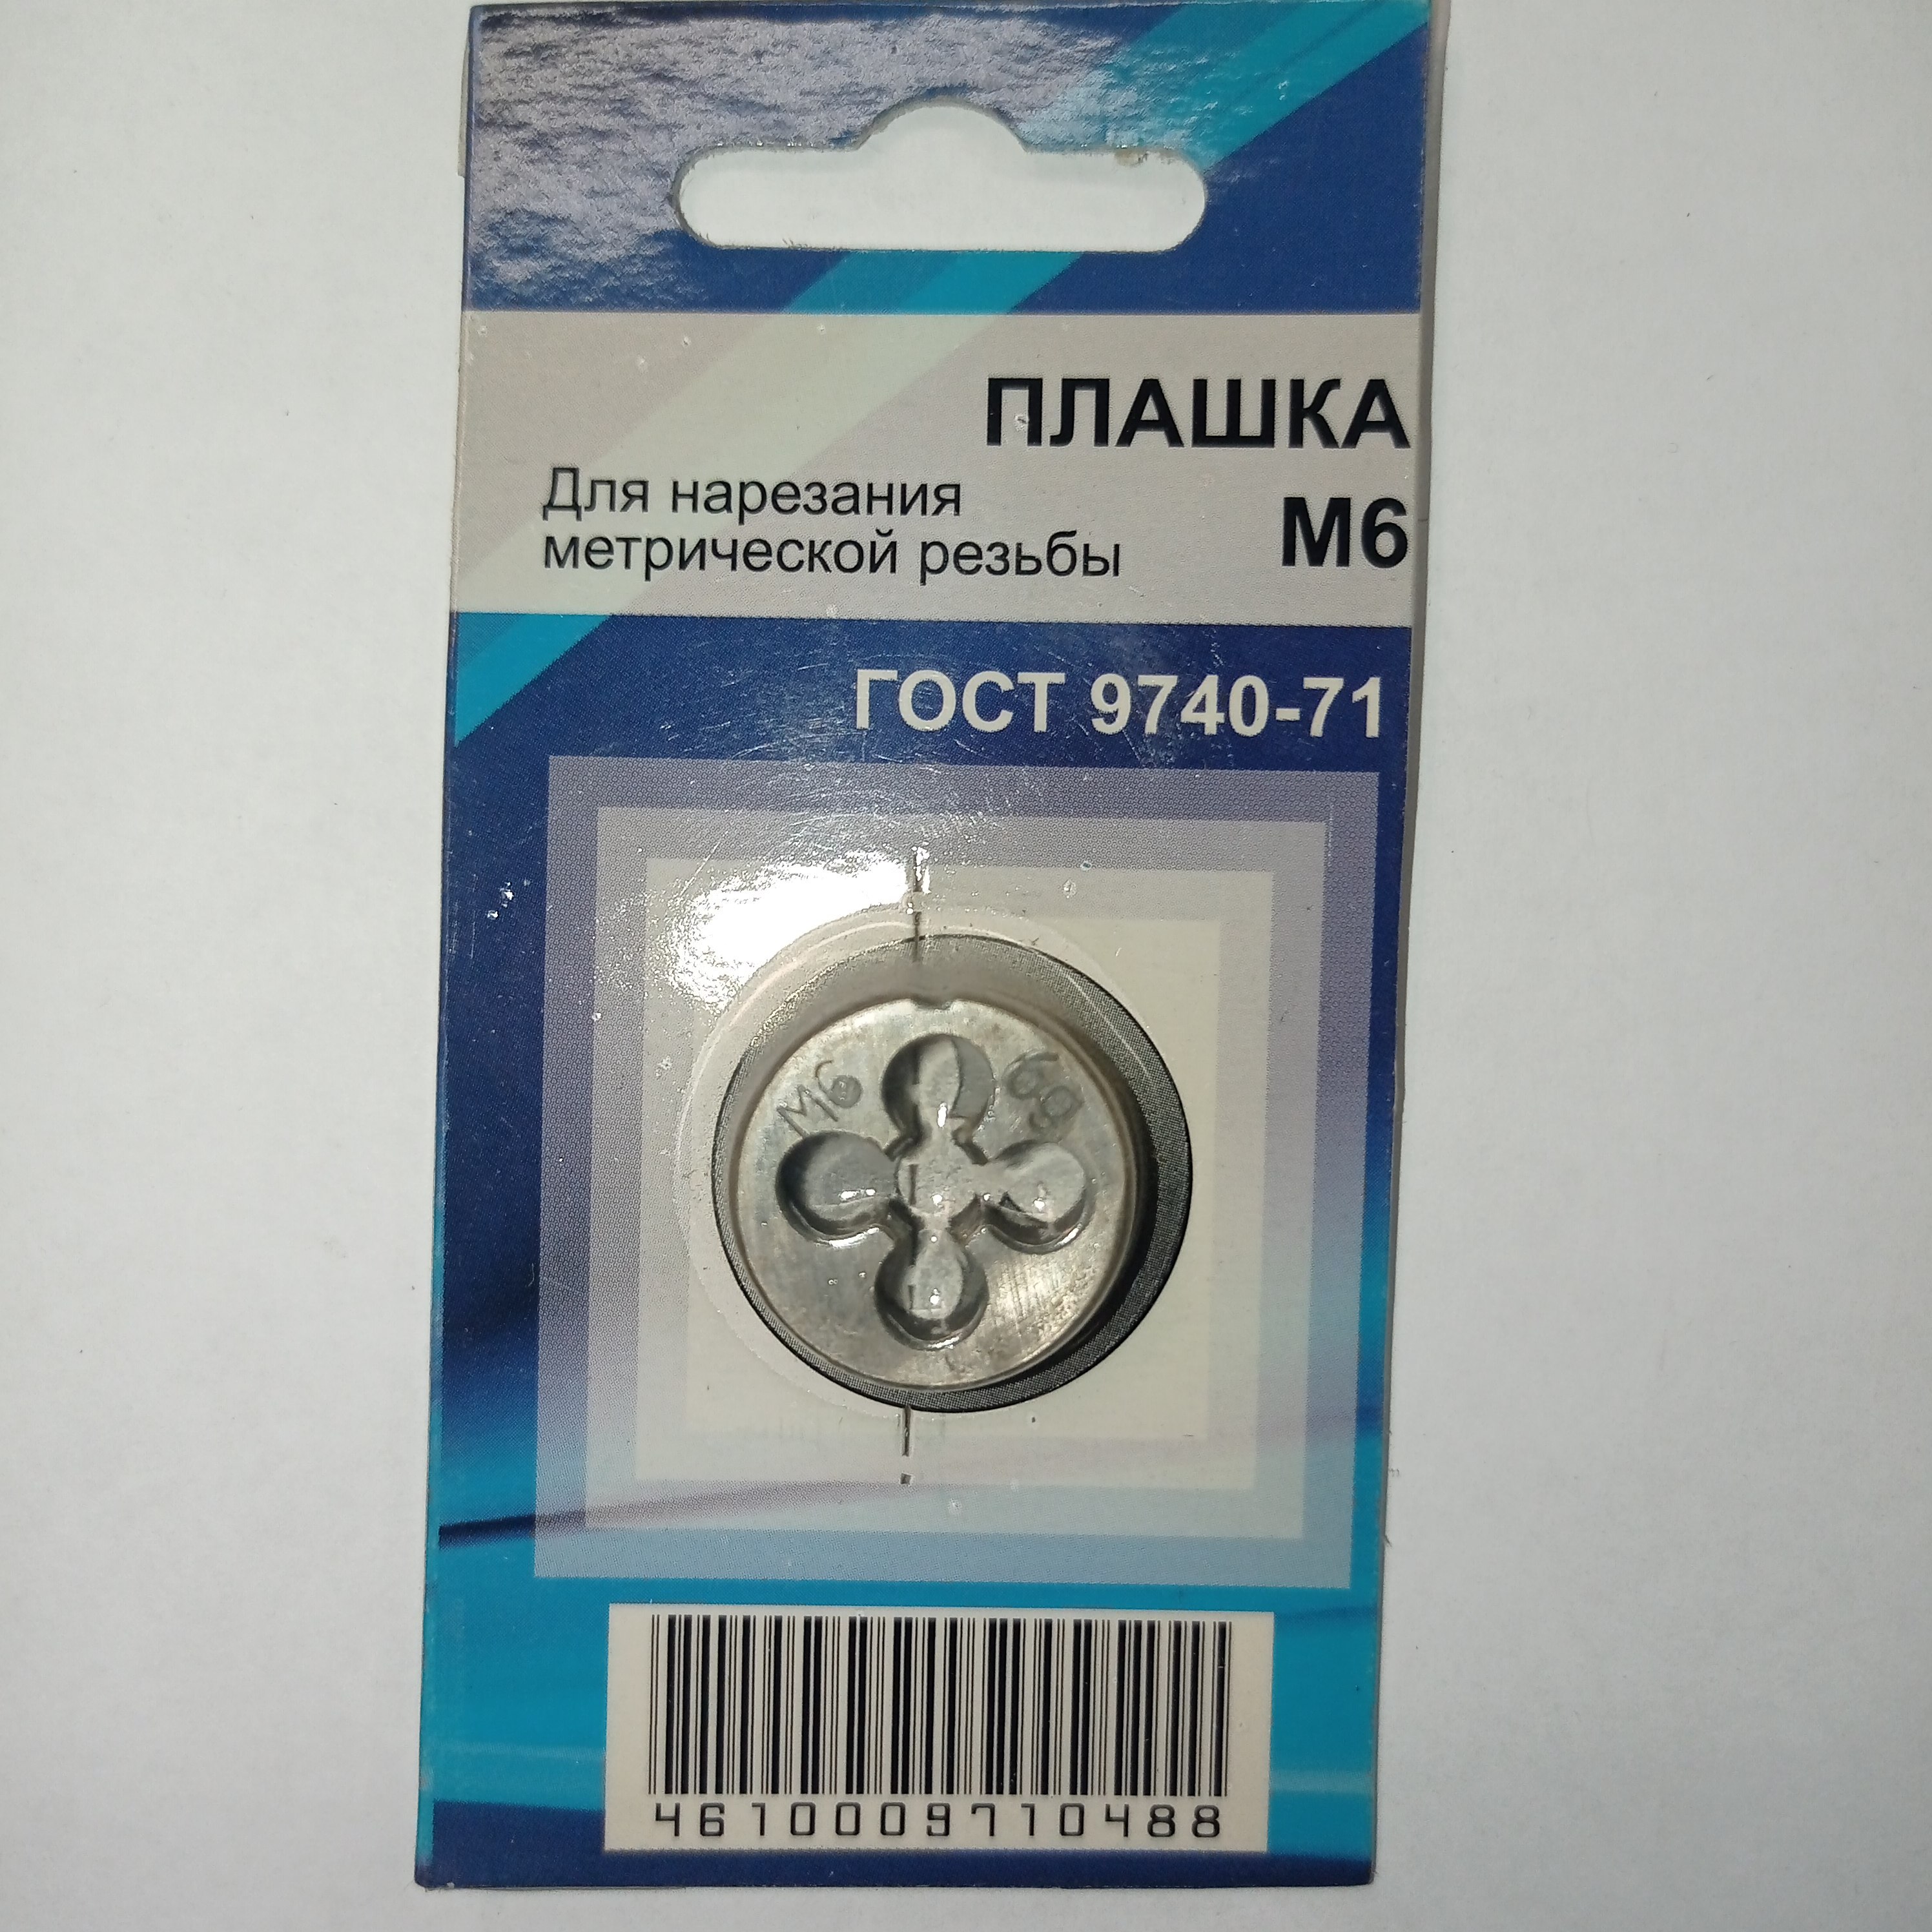 ПЛАШКА
Для нарезания
метрической резьбы
М6
ГОСТ 9740-71
М6 6g
4610009710488